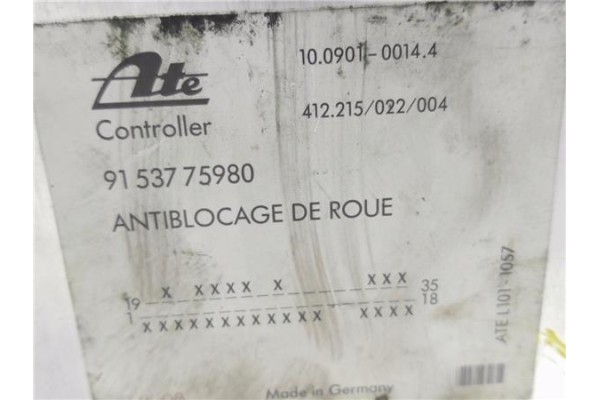 Ate
10.0901-0014.4
Controller
412.215/022/004
91 537 75980
ANTIBLOCAGE DE ROUE
19 X XXXX X XXX 35
1 XXXXXXXXXXXX XXXX 18
ATE L101-1057
Made in Germany